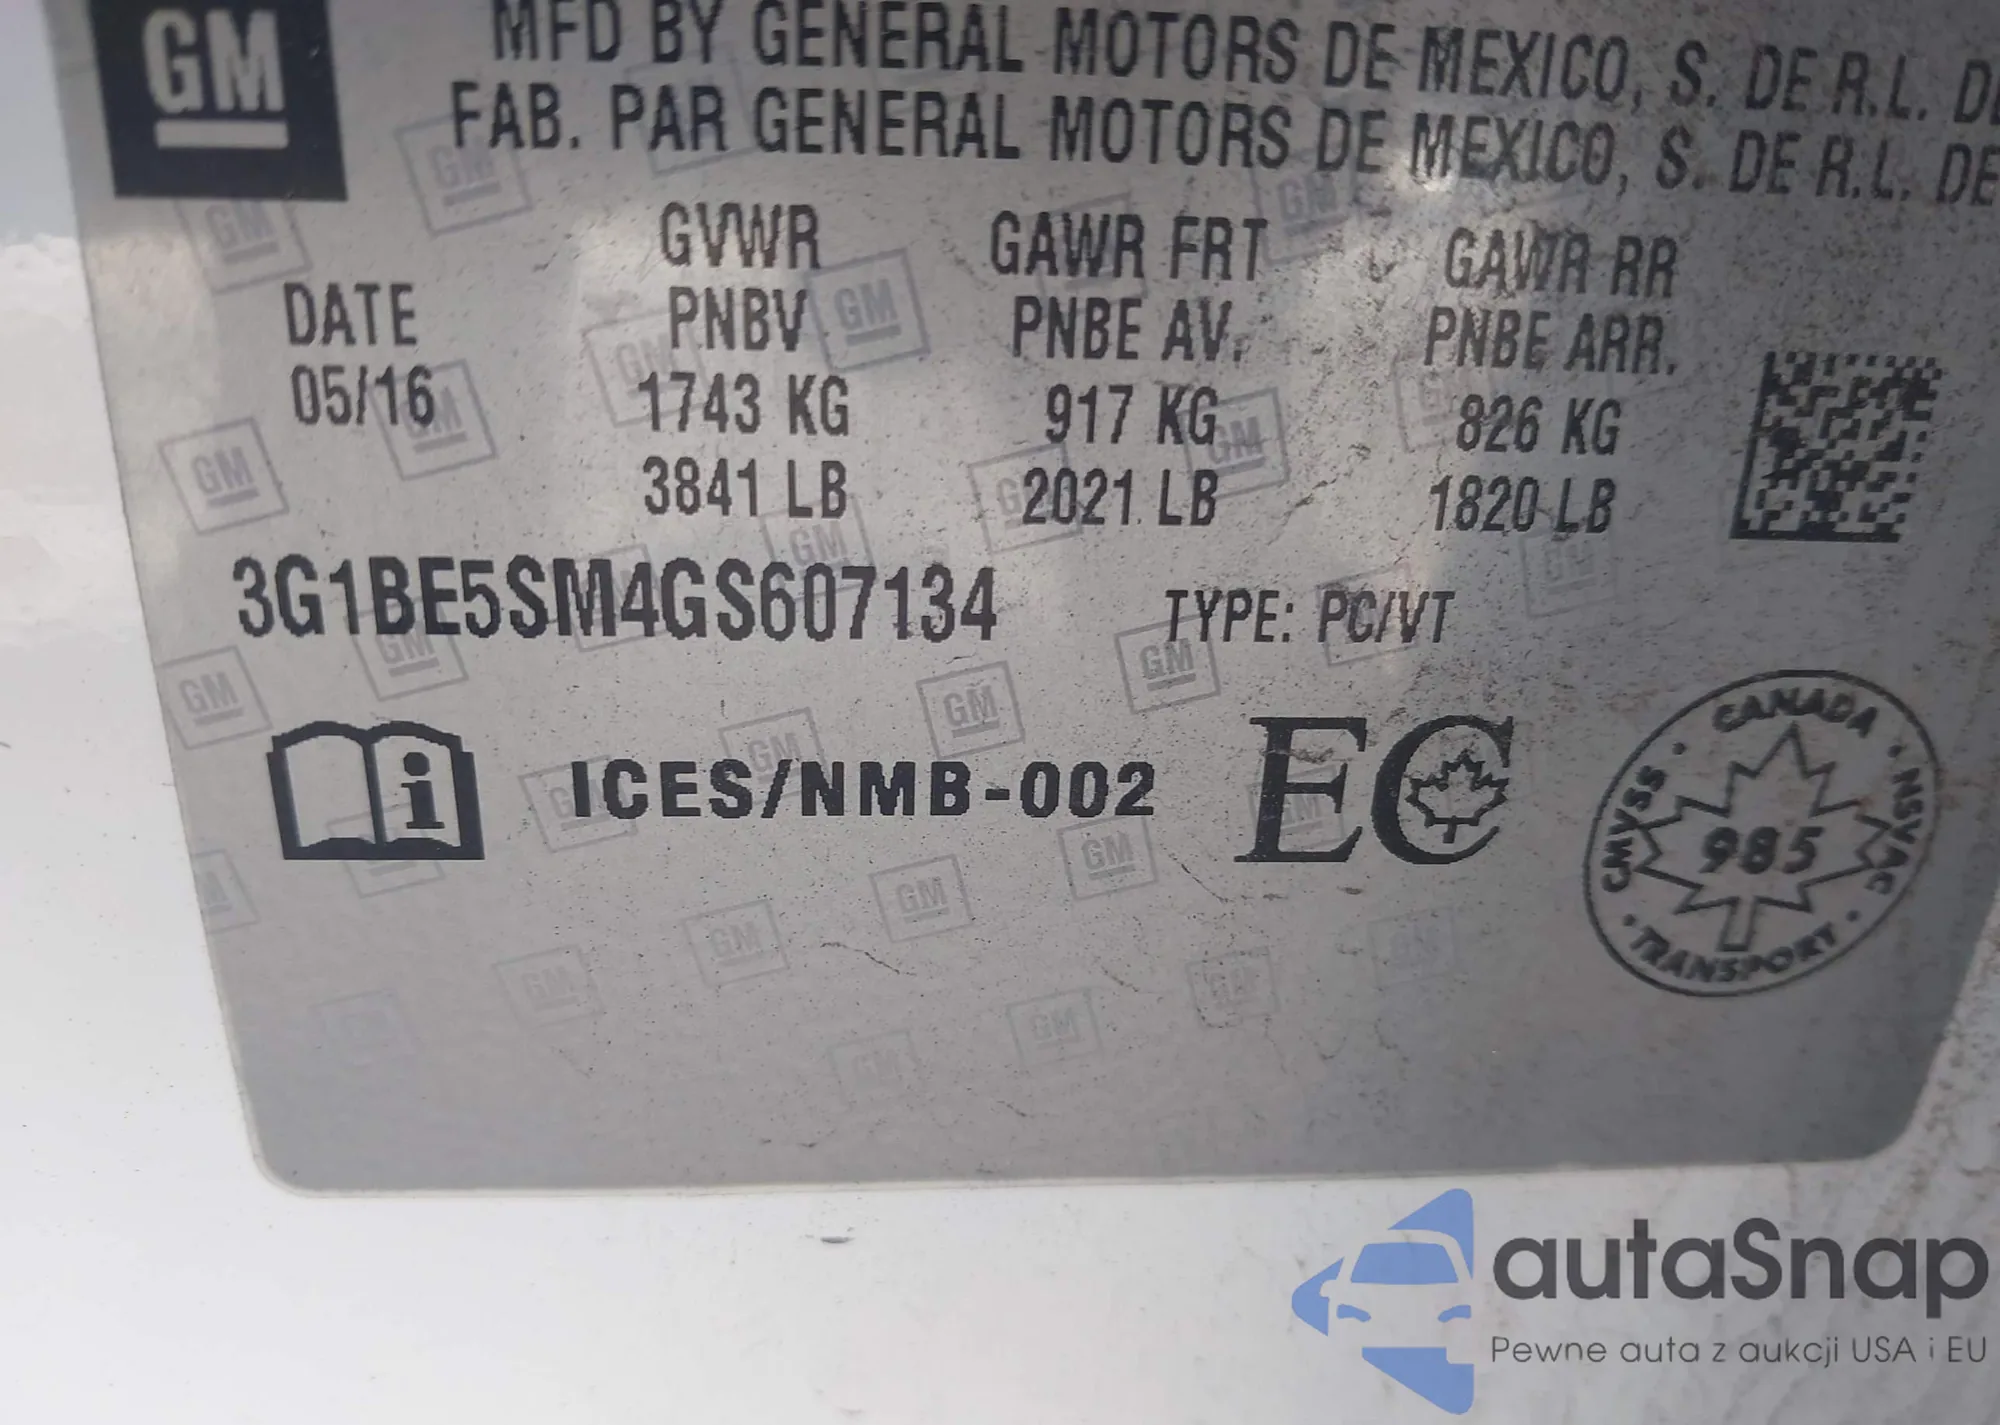 GM
MFD BY GENERAL MOTORS DE MEXICO, S. DE R.L. DE
FAB. PAR GENERAL MOTORS DE MEXICO, S. DE R.L. DE
DATE
05/16
GVWR
PNBV
1743 KG
3841 LB
GAWR FRT
PNBE AV.
917 KG
2021 LB
GAWR RR
PNBE ARR.
826 KG
1820 LB
3G1BE5SM4GS607134
TYPE: PC/VT
i
ICES/NMB-002
EC
CANADA
CMVSS
NSVAC
985
TRANSPORT
autaSnap
Pewne auta z aukcji USA i EU